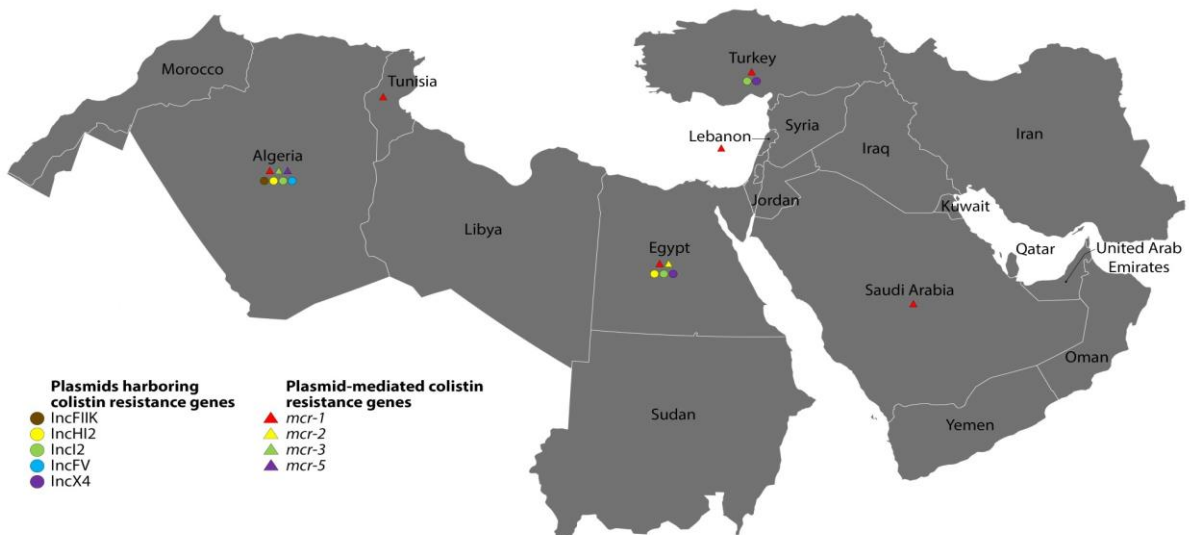 Morocco
Tunisia
Algeria
Libya
Egypt
Sudan
Turkey
Lebanon
Syria
Iraq
Iran
Jordan
Kuwait
Qatar
United Arab
Emirates
Saudi Arabia
Oman
Yemen
Plasmids harboring
colistin resistance genes
IncFIIK
IncHI2
IncI2
IncFV
IncX4
Plasmid-mediated colistin
resistance genes
mcr-1
mcr-2
mcr-3
mcr-5